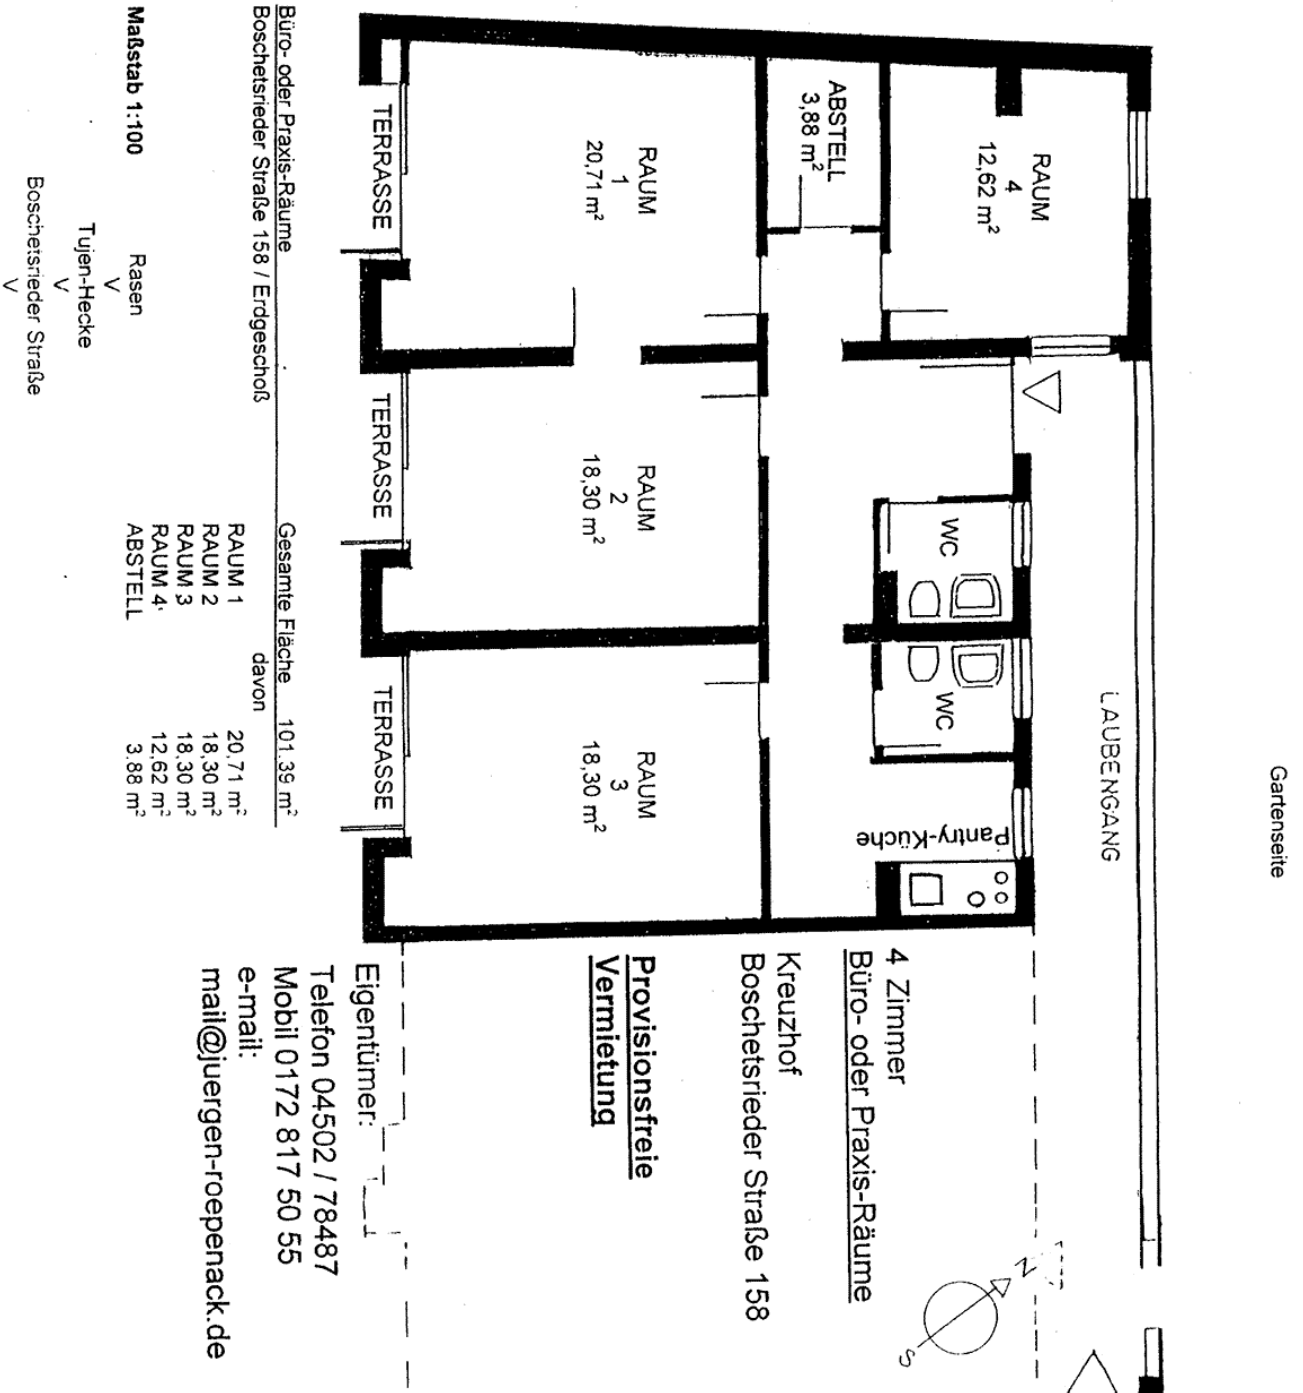 Gartenseite
LAUBENGANG
RAUM
4
12,62 m²
ABSTELL
3,88 m²
WC
WC
Pantry-Küche
RAUM
1
20,71 m²
RAUM
2
18,30 m²
RAUM
3
18,30 m²
TERRASSE
TERRASSE
TERRASSE
N
S
4 Zimmer
Büro- oder Praxis-Räume
Kreuzhof
Boschetsrieder Straße 158
Provisionsfreie
Vermietung
Eigentümer:
Telefon 04502 / 78487
Mobil 0172 817 50 55
e-mail:
mail@juergen-roepenack.de
Büro- oder Praxis-Räume
Boschetsrieder Straße 158 / Erdgeschoß
Gesamte Fläche 101.39 m²
davon
RAUM 1 20,71 m²
RAUM 2 18,30 m²
RAUM 3 18,30 m²
RAUM 4 12,62 m²
ABSTELL 3.88 m²
Maßstab 1:100
Rasen
V
Tujen-Hecke
V
Boschetsrieder Straße
V